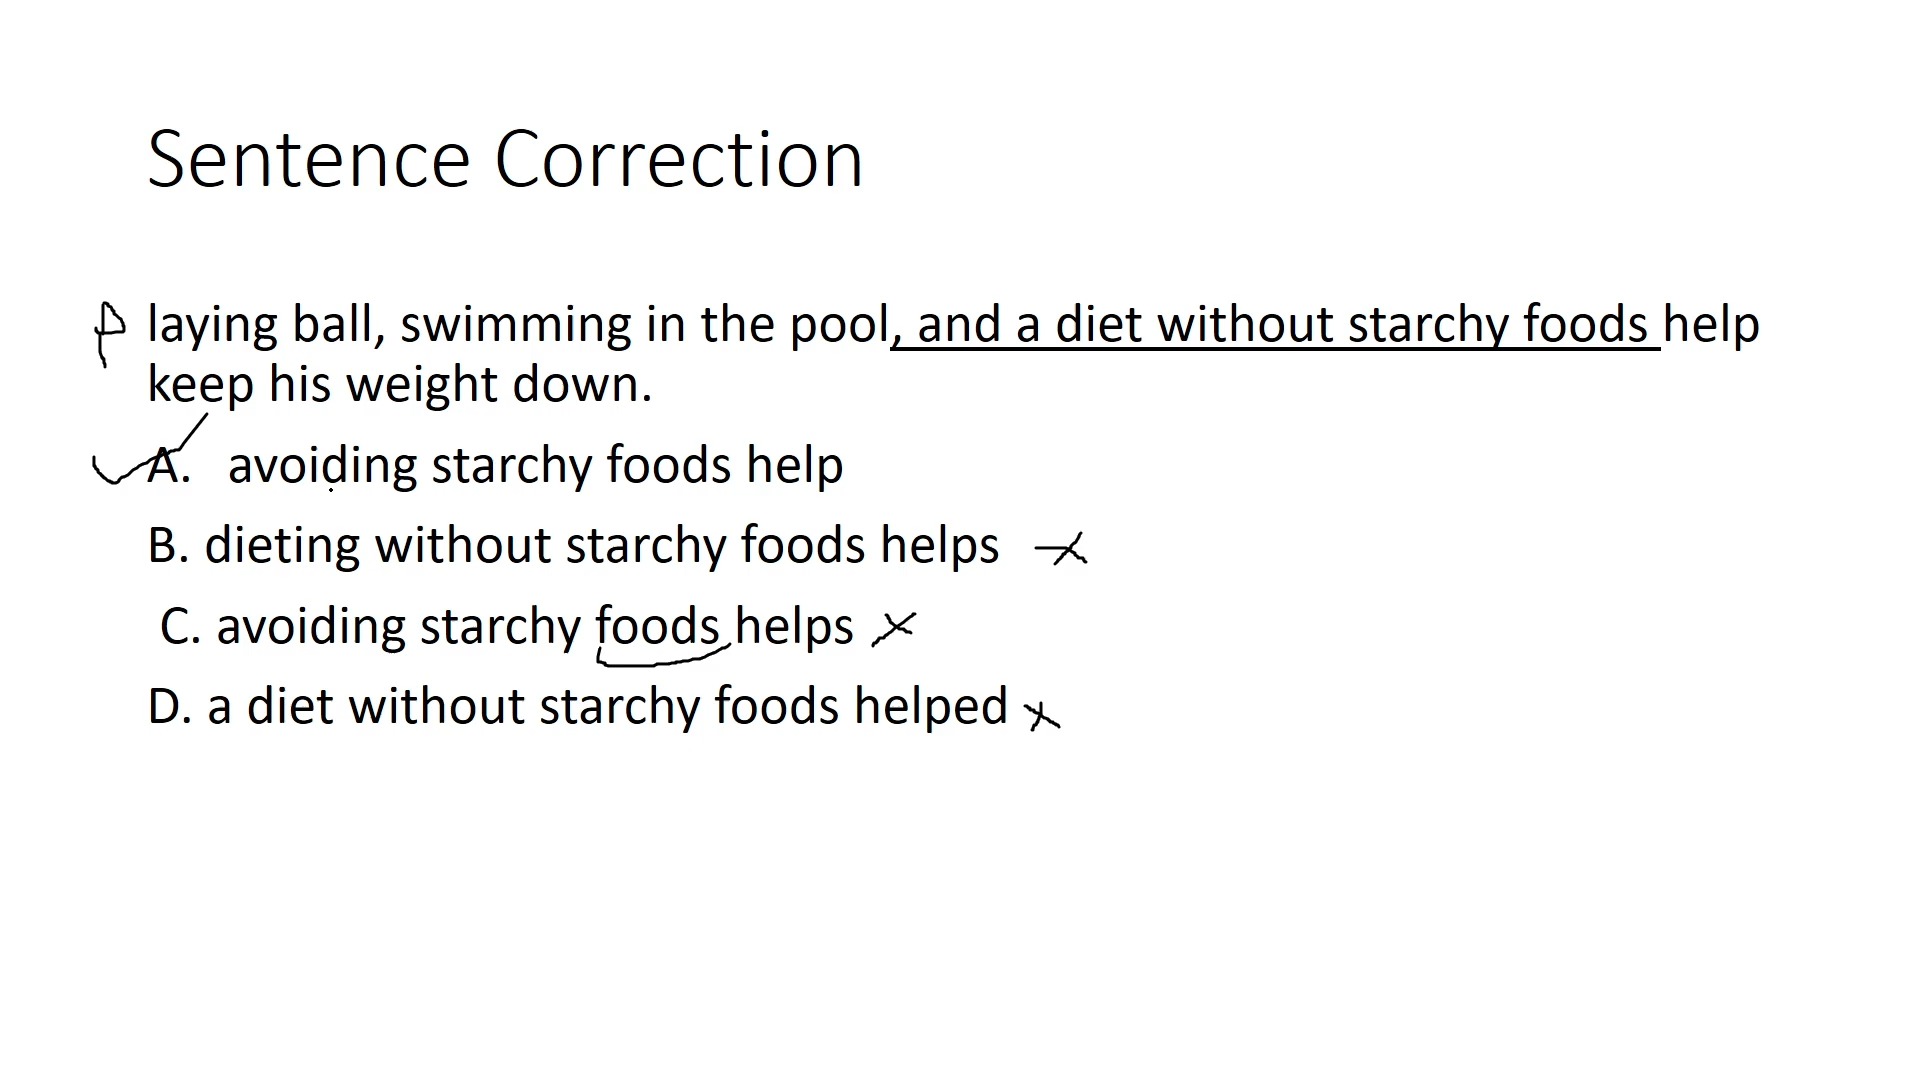 Sentence Correction
P laying ball, swimming in the pool, and a diet without starchy foods help
keep his weight down.
A. avoiding starchy foods help
B. dieting without starchy foods helps
C. avoiding starchy foods helps
D. a diet without starchy foods helped